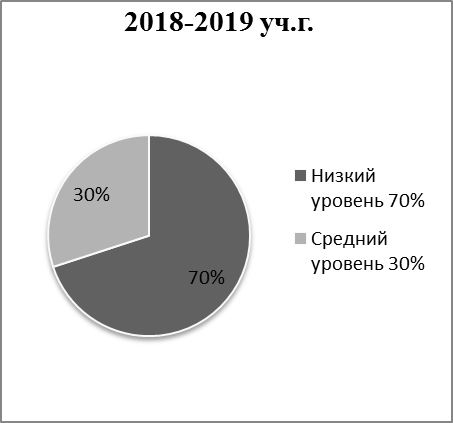 2018-2019 уч.г.
30%
70%
Низкий
уровень 70%
Средний
уровень 30%